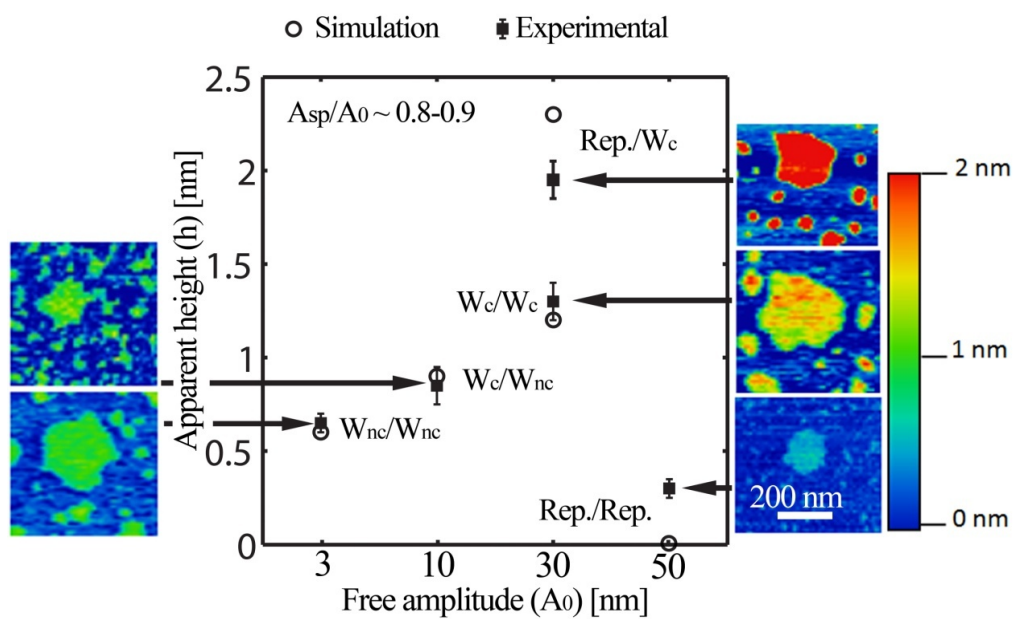 Simulation
Experimental
2.5
2
1.5
1
0.5
0
Apparent height (h) [nm]
Asp/A0 ~ 0.8-0.9
Rep./Wc
Wc/Wc
Wc/Wnc
Wnc/Wnc
Rep./Rep.
3 10 30 50
Free amplitude (A0) [nm]
200 nm
2 nm
1 nm
0 nm